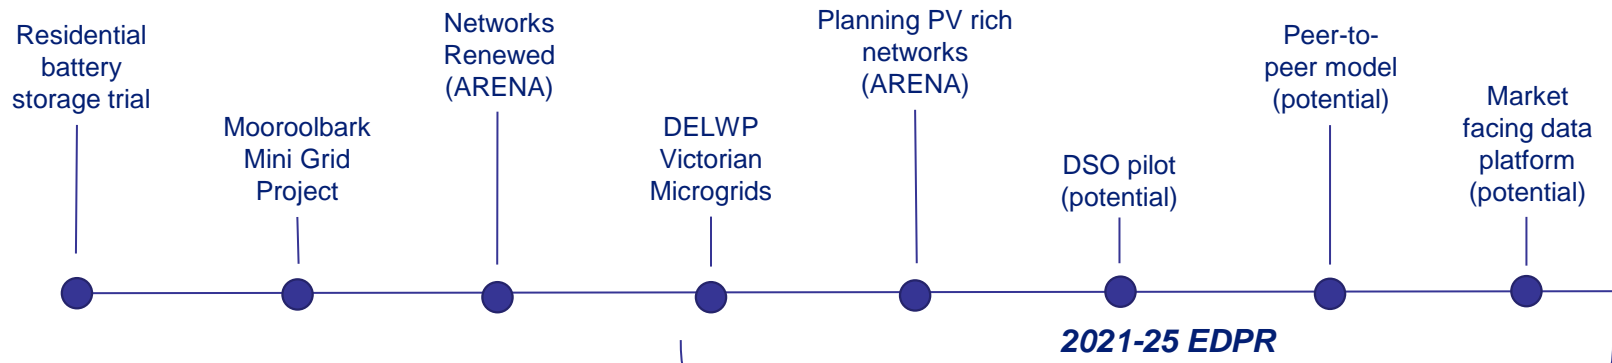 Residential
battery
storage trial
Mooroolbark
Mini Grid
Project
Networks
Renewed
(ARENA)
DELWP
Victorian
Microgrids
Planning PV rich
networks
(ARENA)
DSO pilot
(potential)
Peer-to-
peer model
(potential)
Market
facing data
platform
(potential)
2021-25 EDPR